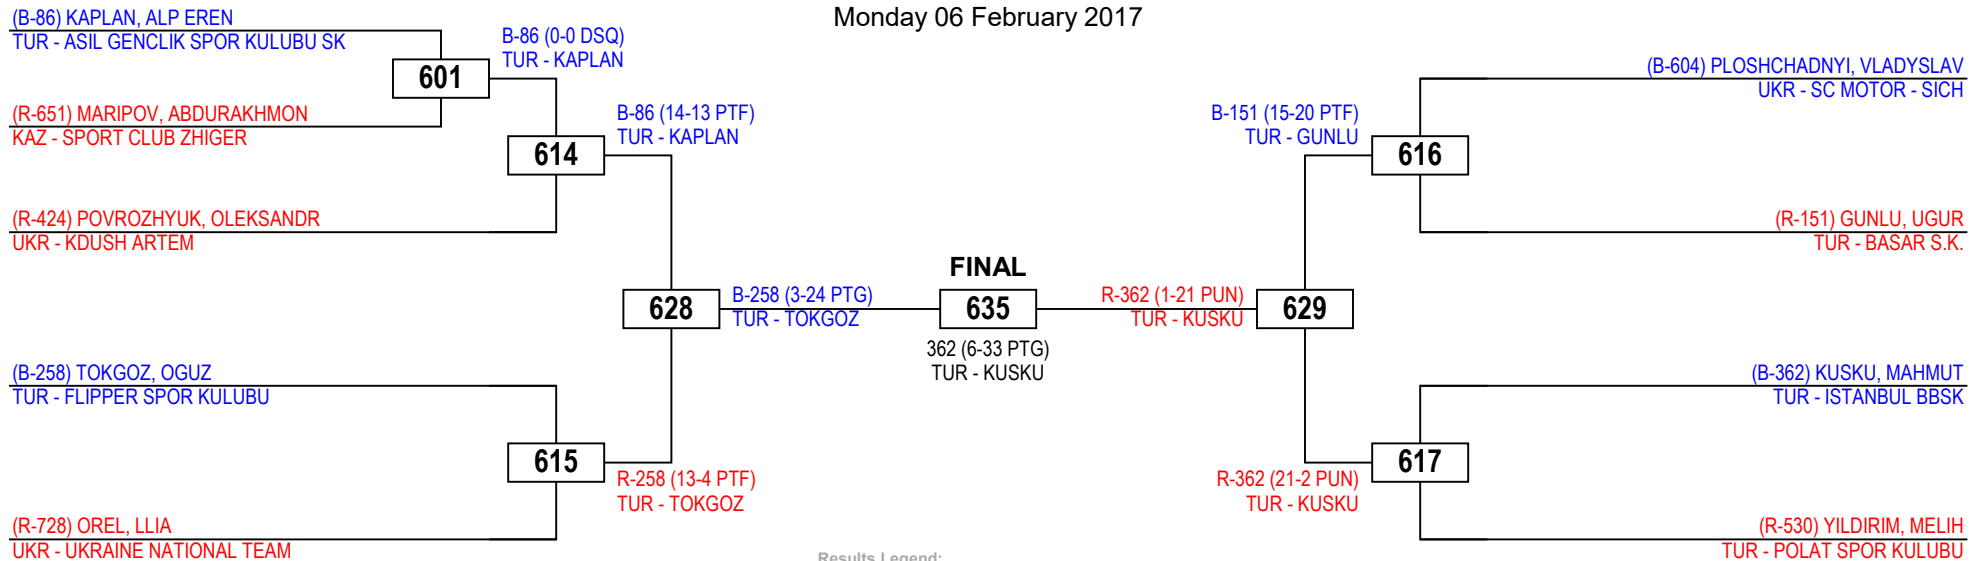 Monday 06 February 2017
(B-86) KAPLAN, ALP EREN
TUR - ASIL GENCLIK SPOR KULUBU SK
B-86 (0-0 DSQ)
TUR - KAPLAN
601
(R-651) MARIPOV, ABDURAKHMON
KAZ - SPORT CLUB ZHIGER
B-86 (14-13 PTF)
TUR - KAPLAN
614
(R-424) POVROZHYUK, OLEKSANDR
UKR - KDUSH ARTEM
628
B-258 (3-24 PTG)
TUR - TOKGOZ
(B-258) TOKGOZ, OGUZ
TUR - FLIPPER SPOR KULUBU
615
R-258 (13-4 PTF)
TUR - TOKGOZ
(R-728) OREL, LLIA
UKR - UKRAINE NATIONAL TEAM
FINAL
635
362 (6-33 PTG)
TUR - KUSKU
(B-604) PLOSHCHADNYI, VLADYSLAV
UKR - SC MOTOR - SICH
B-151 (15-20 PTF)
TUR - GUNLU
616
(R-151) GUNLU, UGUR
TUR - BASAR S.K.
R-362 (1-21 PUN)
TUR - KUSKU
629
(B-362) KUSKU, MAHMUT
TUR - ISTANBUL BBSK
617
R-362 (21-2 PUN)
TUR - KUSKU
(R-530) YILDIRIM, MELIH
TUR - POLAT SPOR KULUBU
Results Legend: